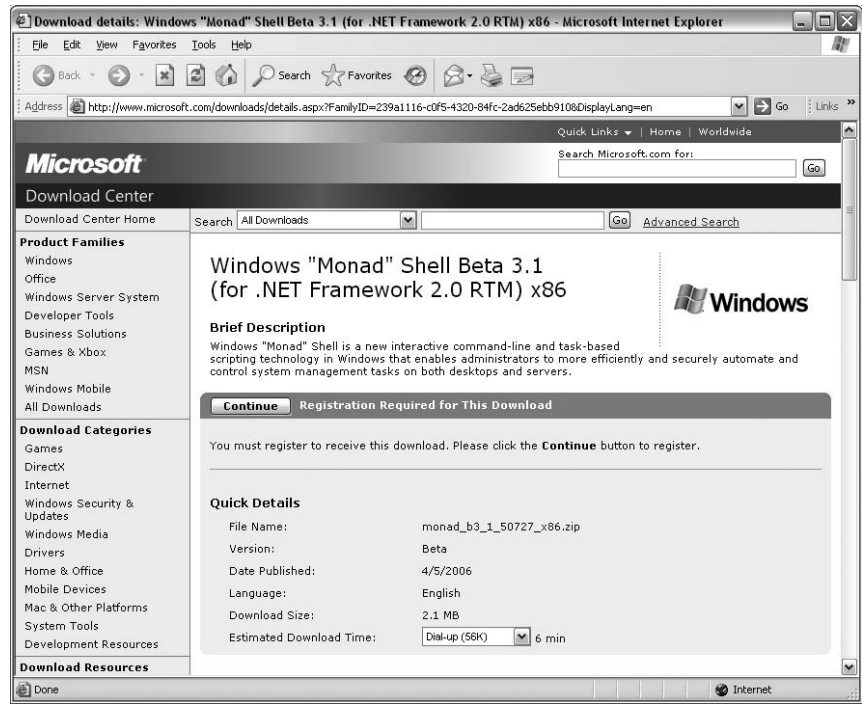 Download details: Windows "Monad" Shell Beta 3.1 (for .NET Framework 2.0 RTM) x86 - Microsoft Internet Explorer
File Edit View Favorites Tools Help
Back Search Favorites
Address http://www.microsoft.com/downloads/details.aspx?FamilyID=239a1116-c0f5-4320-84fc-2ad625ebb910&DisplayLang=en Go Links »
Quick Links | Home | Worldwide
Microsoft
Search Microsoft.com for:
Go
Download Center
Download Center Home
Search All Downloads Go Advanced Search
Product Families
Windows
Office
Windows Server System
Developer Tools
Business Solutions
Games & Xbox
MSN
Windows Mobile
All Downloads
Download Categories
Games
DirectX
Internet
Windows Security &
Updates
Windows Media
Drivers
Home & Office
Mobile Devices
Mac & Other Platforms
System Tools
Development Resources
Download Resources
Windows "Monad" Shell Beta 3.1
(for .NET Framework 2.0 RTM) x86
Windows
Brief Description
Windows "Monad" Shell is a new interactive command-line and task-based
scripting technology in Windows that enables administrators to more efficiently and securely automate and
control system management tasks on both desktops and servers.
Continue Registration Required for This Download
You must register to receive this download. Please click the Continue button to register.
Quick Details
File Name: monad_b3_1_50727_x86.zip
Version: Beta
Date Published: 4/5/2006
Language: English
Download Size: 2.1 MB
Estimated Download Time: Dial-up (56K) 6 min
Done Internet